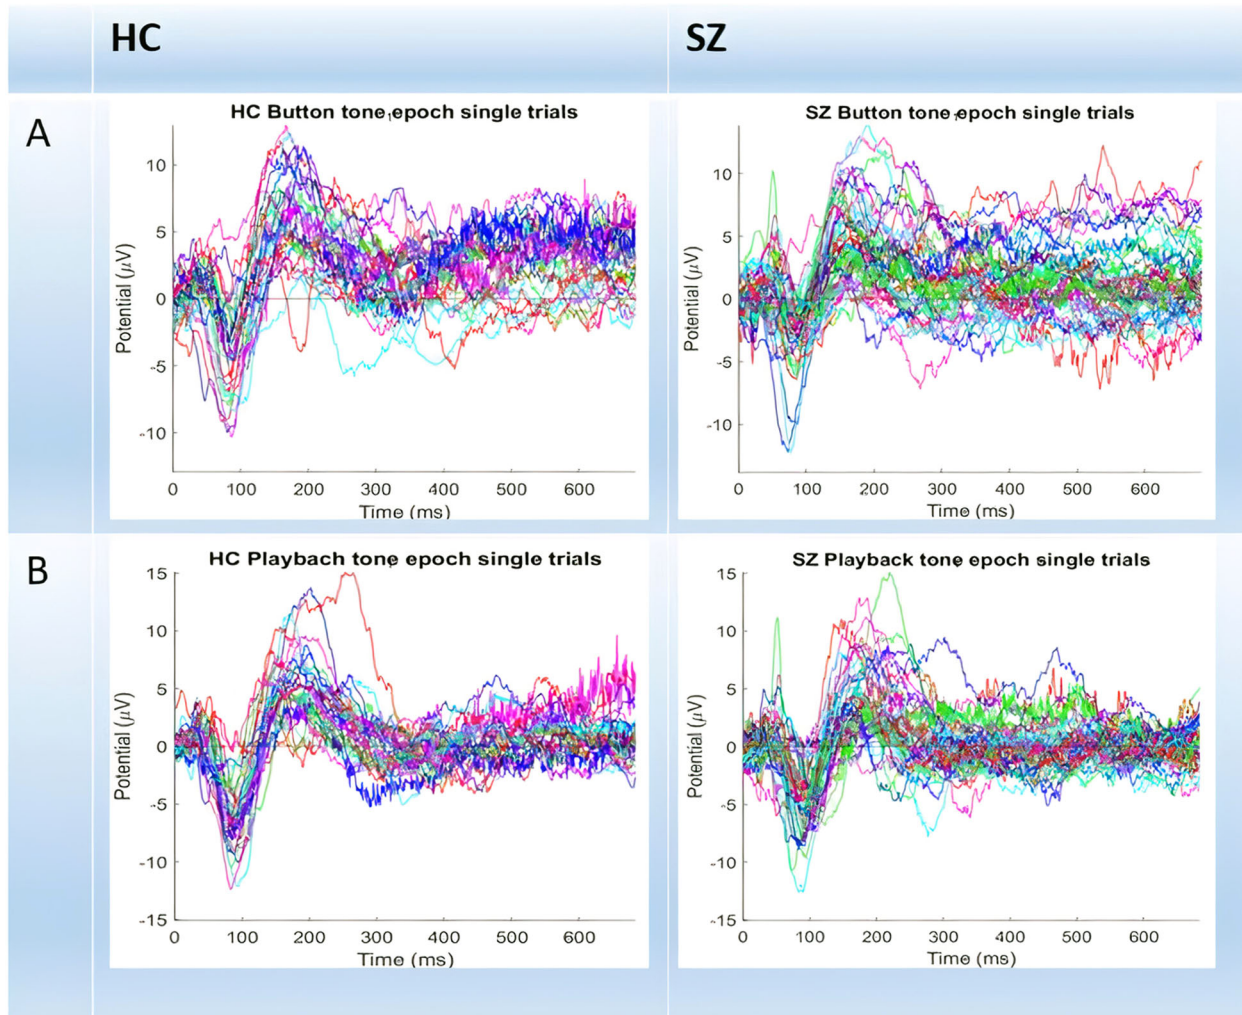 HC SZ
A
HC Button tone,epoch single trials
10
5
0
-5
-10
Potential (μV)
0 100 200 300 400 500 600
Time (ms)
SZ Button tone,epoch single trials
10
5
0
-5
-10
Potential (μV)
0 100 200 300 400 500 600
Time (ms)
B
HC Playbach tone epoch single trials
15
10
5
0
-5
-10
-15
Potential (μV)
0 100 200 300 400 500 600
Time (ms)
SZ Playback tone epoch single trials
15
10
5
0
-5
-10
-15
Potential (μV)
0 100 200 300 400 500 600
Time (ms)